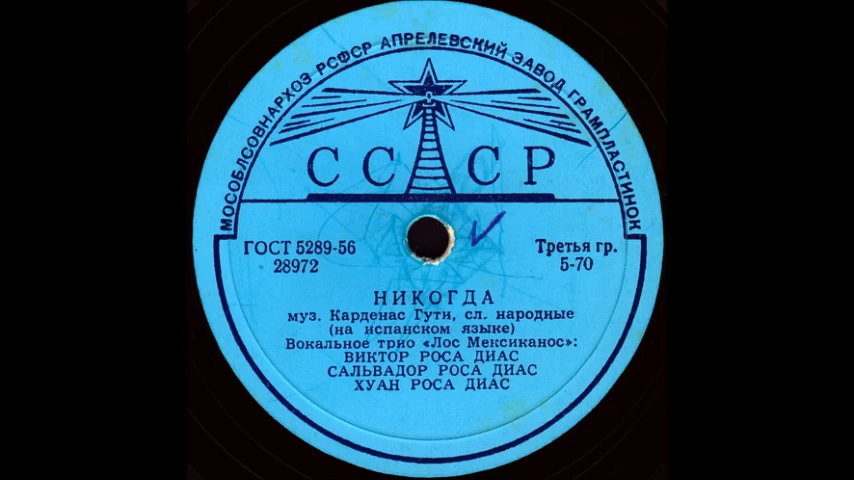 МОСОБЛСОВНАРХОЗ РСФСР АПРЕЛЕВСКИЙ ЗАВОД ГРАМПЛАСТИНОК
СССР
ГОСТ 5289-56
28972
Третья гр.
5-70
НИКОГДА
муз. Карденас Гути, сл. народные
(на испанском языке)
Вокальное трио «Лос Мексиканос»:
ВИКТОР РОСА ДИАС
САЛЬВАДОР РОСА ДИАС
ХУАН РОСА ДИАС